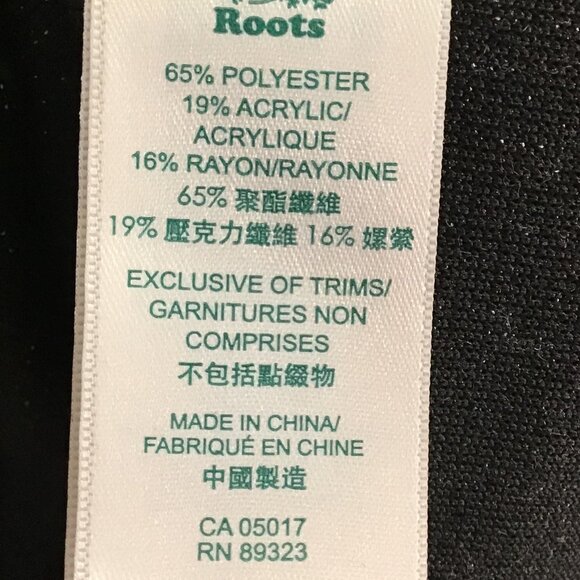 Roots
65% POLYESTER
19% ACRYLIC/
ACRYLIQUE
16% RAYON/RAYONNE
65% 聚酯纖維
19% 壓克力纖維 16% 嫘縈
EXCLUSIVE OF TRIMS/
GARNITURES NON
COMPRISES
不包括點綴物
MADE IN CHINA/
FABRIQUÉ EN CHINE
中國製造
CA 05017
RN 89323